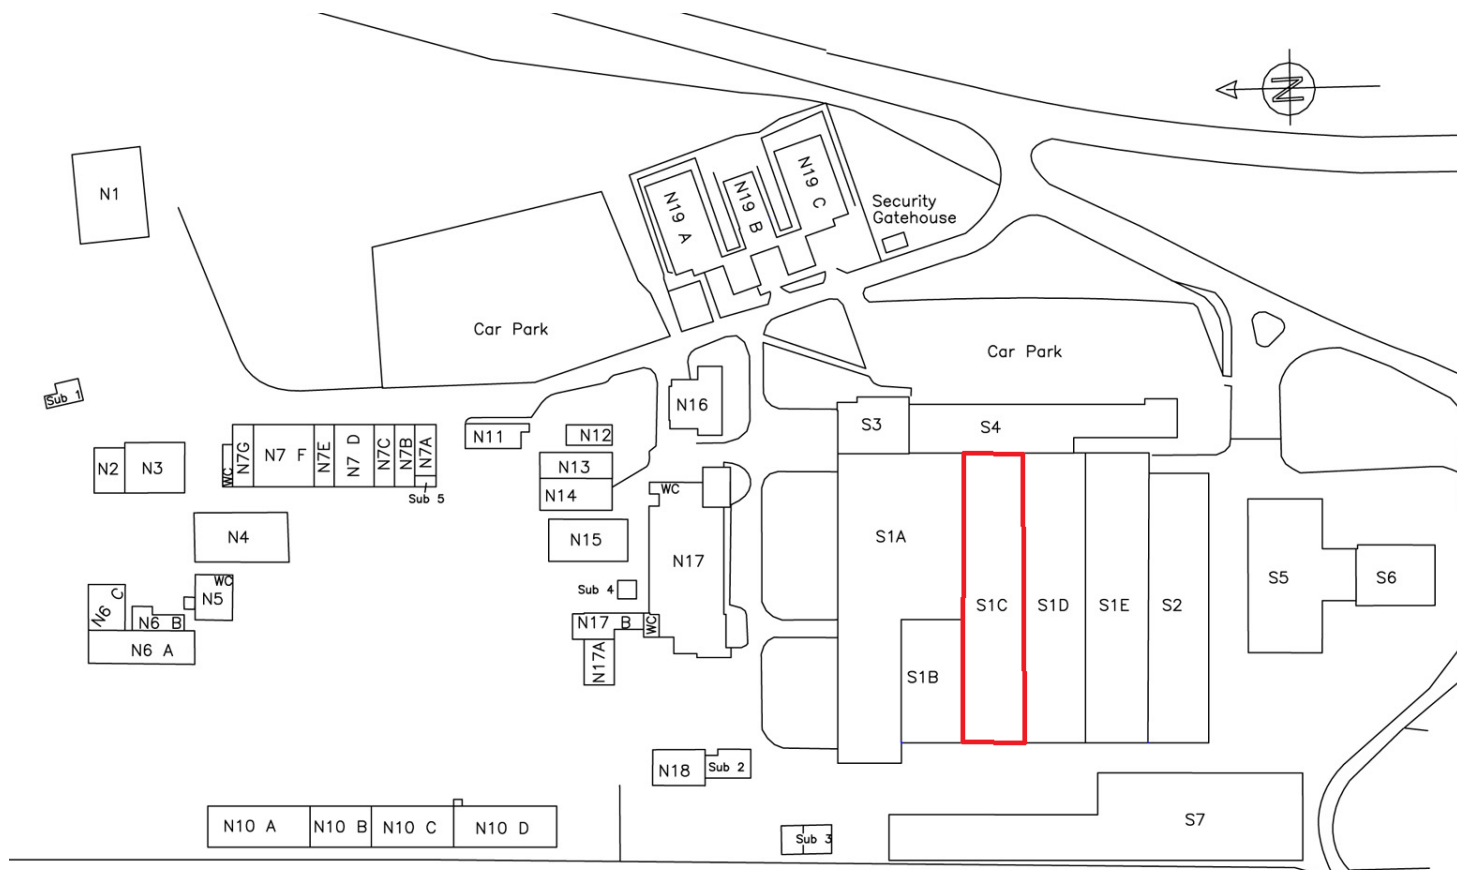 N
N1
N19 A
N19 B
N19 C
Security
Gatehouse
Car Park
Car Park
Sub 1
N16
S3
S4
N11
N12
N2
N3
WC
N7G
N7 F
N7E
N7 D
N7C
N7B
N7A
Sub 5
N13
N14
WC
N4
N15
N17
S1A
Sub 4
N6 C
WC
N5
N6 B
N6 A
N17 B
WC
N17A
S1B
S1C
S1D
S1E
S2
S5
S6
N18
Sub 2
N10 A
N10 B
N10 C
N10 D
Sub 3
S7